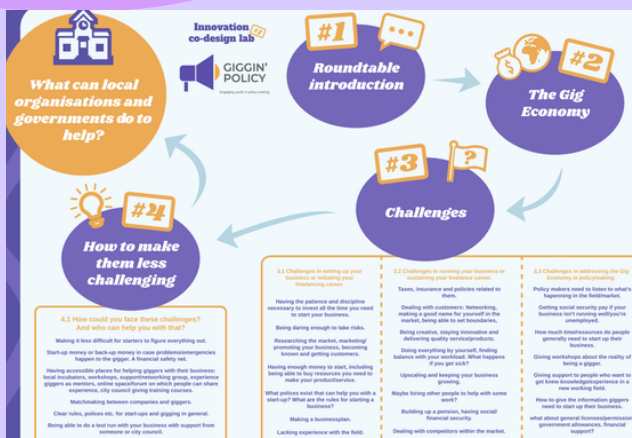 Innovation
co-design lab
GIGGIN'
POLICY
Engaging youth in policy making
#1
Roundtable
introduction
#2
The Gig
Economy
#3
Challenges
#4
How to make
them less
challenging
What can local
organisations and
governments do to
help?
4.1 How could you face these challenges?
And who can help you with that?
Making it less difficult for starters to figure everything out.
Start-up money or back-up money in case problems/emergencies
happen to the gigger. A financial safety net.
Having accessible places for helping giggers with their business:
local incubators, workshops, support/networking group, experience
giggers as mentors, online space/forum on which people can share
experience, city council giving training courses.
Matchmaking between companies and giggers.
Clear rules, polices etc. for start-ups and gigging in general.
Being able to do a test run with your business with support from
someone or city council.
3.1 Challenges in setting up your
business or initiating your
freelancing career.
Having the patience and discipline
necessary to invest all the time you need
to start your business.
Being daring enough to take risks.
Researching the market, marketing/
promoting your business, becoming
known and getting customers.
Having enough money to start, including
being able to buy resources you need to
make your product/service.
What polices exist that can help you with a
start-up? What are the rules for starting a
business?
Making a businessplan.
Lacking experience with the field.
3.2 Challenges in running your business or
sustaining your freelance career.
Taxes, insurance and policies related to
them.
Dealing with customers: Networking,
making a good name for yourself in the
market, being able to set boundaries,
Being creative, staying innovative and
delivering quality service/products.
Doing everything by yourself, finding
balance with your workload. What happens
if you get sick?
Upscaling and keeping your business
growing.
Maybe hiring other people to help with some
work?
Building up a pension, having social/
financial security.
Dealing with competitors within the market.
3.3 Challenges in addressing the Gig
Economy in policymaking.
Policy makers need to listen to what's
happening in the field/market.
Getting social security pay if your
business isn't running well/you're
unemployed.
How much time/resources do people
generally need to start up their
business.
Giving workshops about the reality of
being a gigger.
Giving support to people who want to
get knew knowledge/experience in a
new working field.
How to give the information giggers
need to start up their business.
what about general licenses/permission,
government allowances, financial
support?